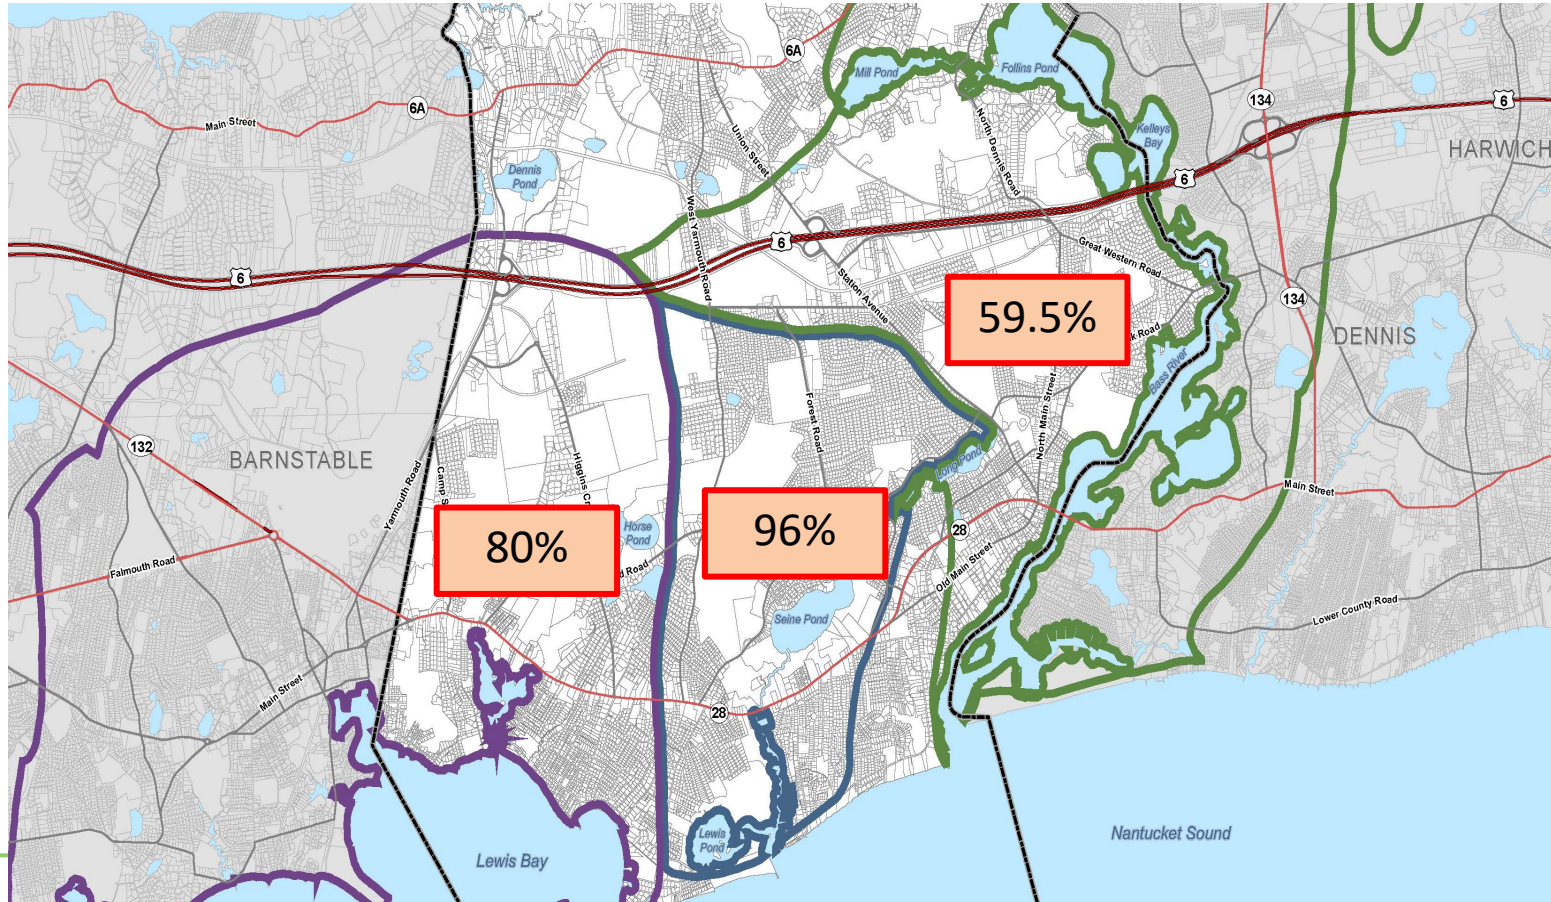 6A
Mill Pond
Follins Pond
134
6
6A
Main Street
Union Street
North Dennis Road
Kelleys
Bay
HARWICH
Dennis
Pond
6
West Yarmouth Road
6
6
Great Western Road
Station Avenue
59.5%
134
DENNIS
Bass River
Forest Road
North Main Street
132
BARNSTABLE
Yarmouth Road
Long Pond
Main Street
80%
Horse
Pond
96%
28
Falmouth Road
Road
Old Main Street
Seine Pond
Lower County Road
Main Street
28
Lewis
Pond
Lewis Bay
Nantucket Sound